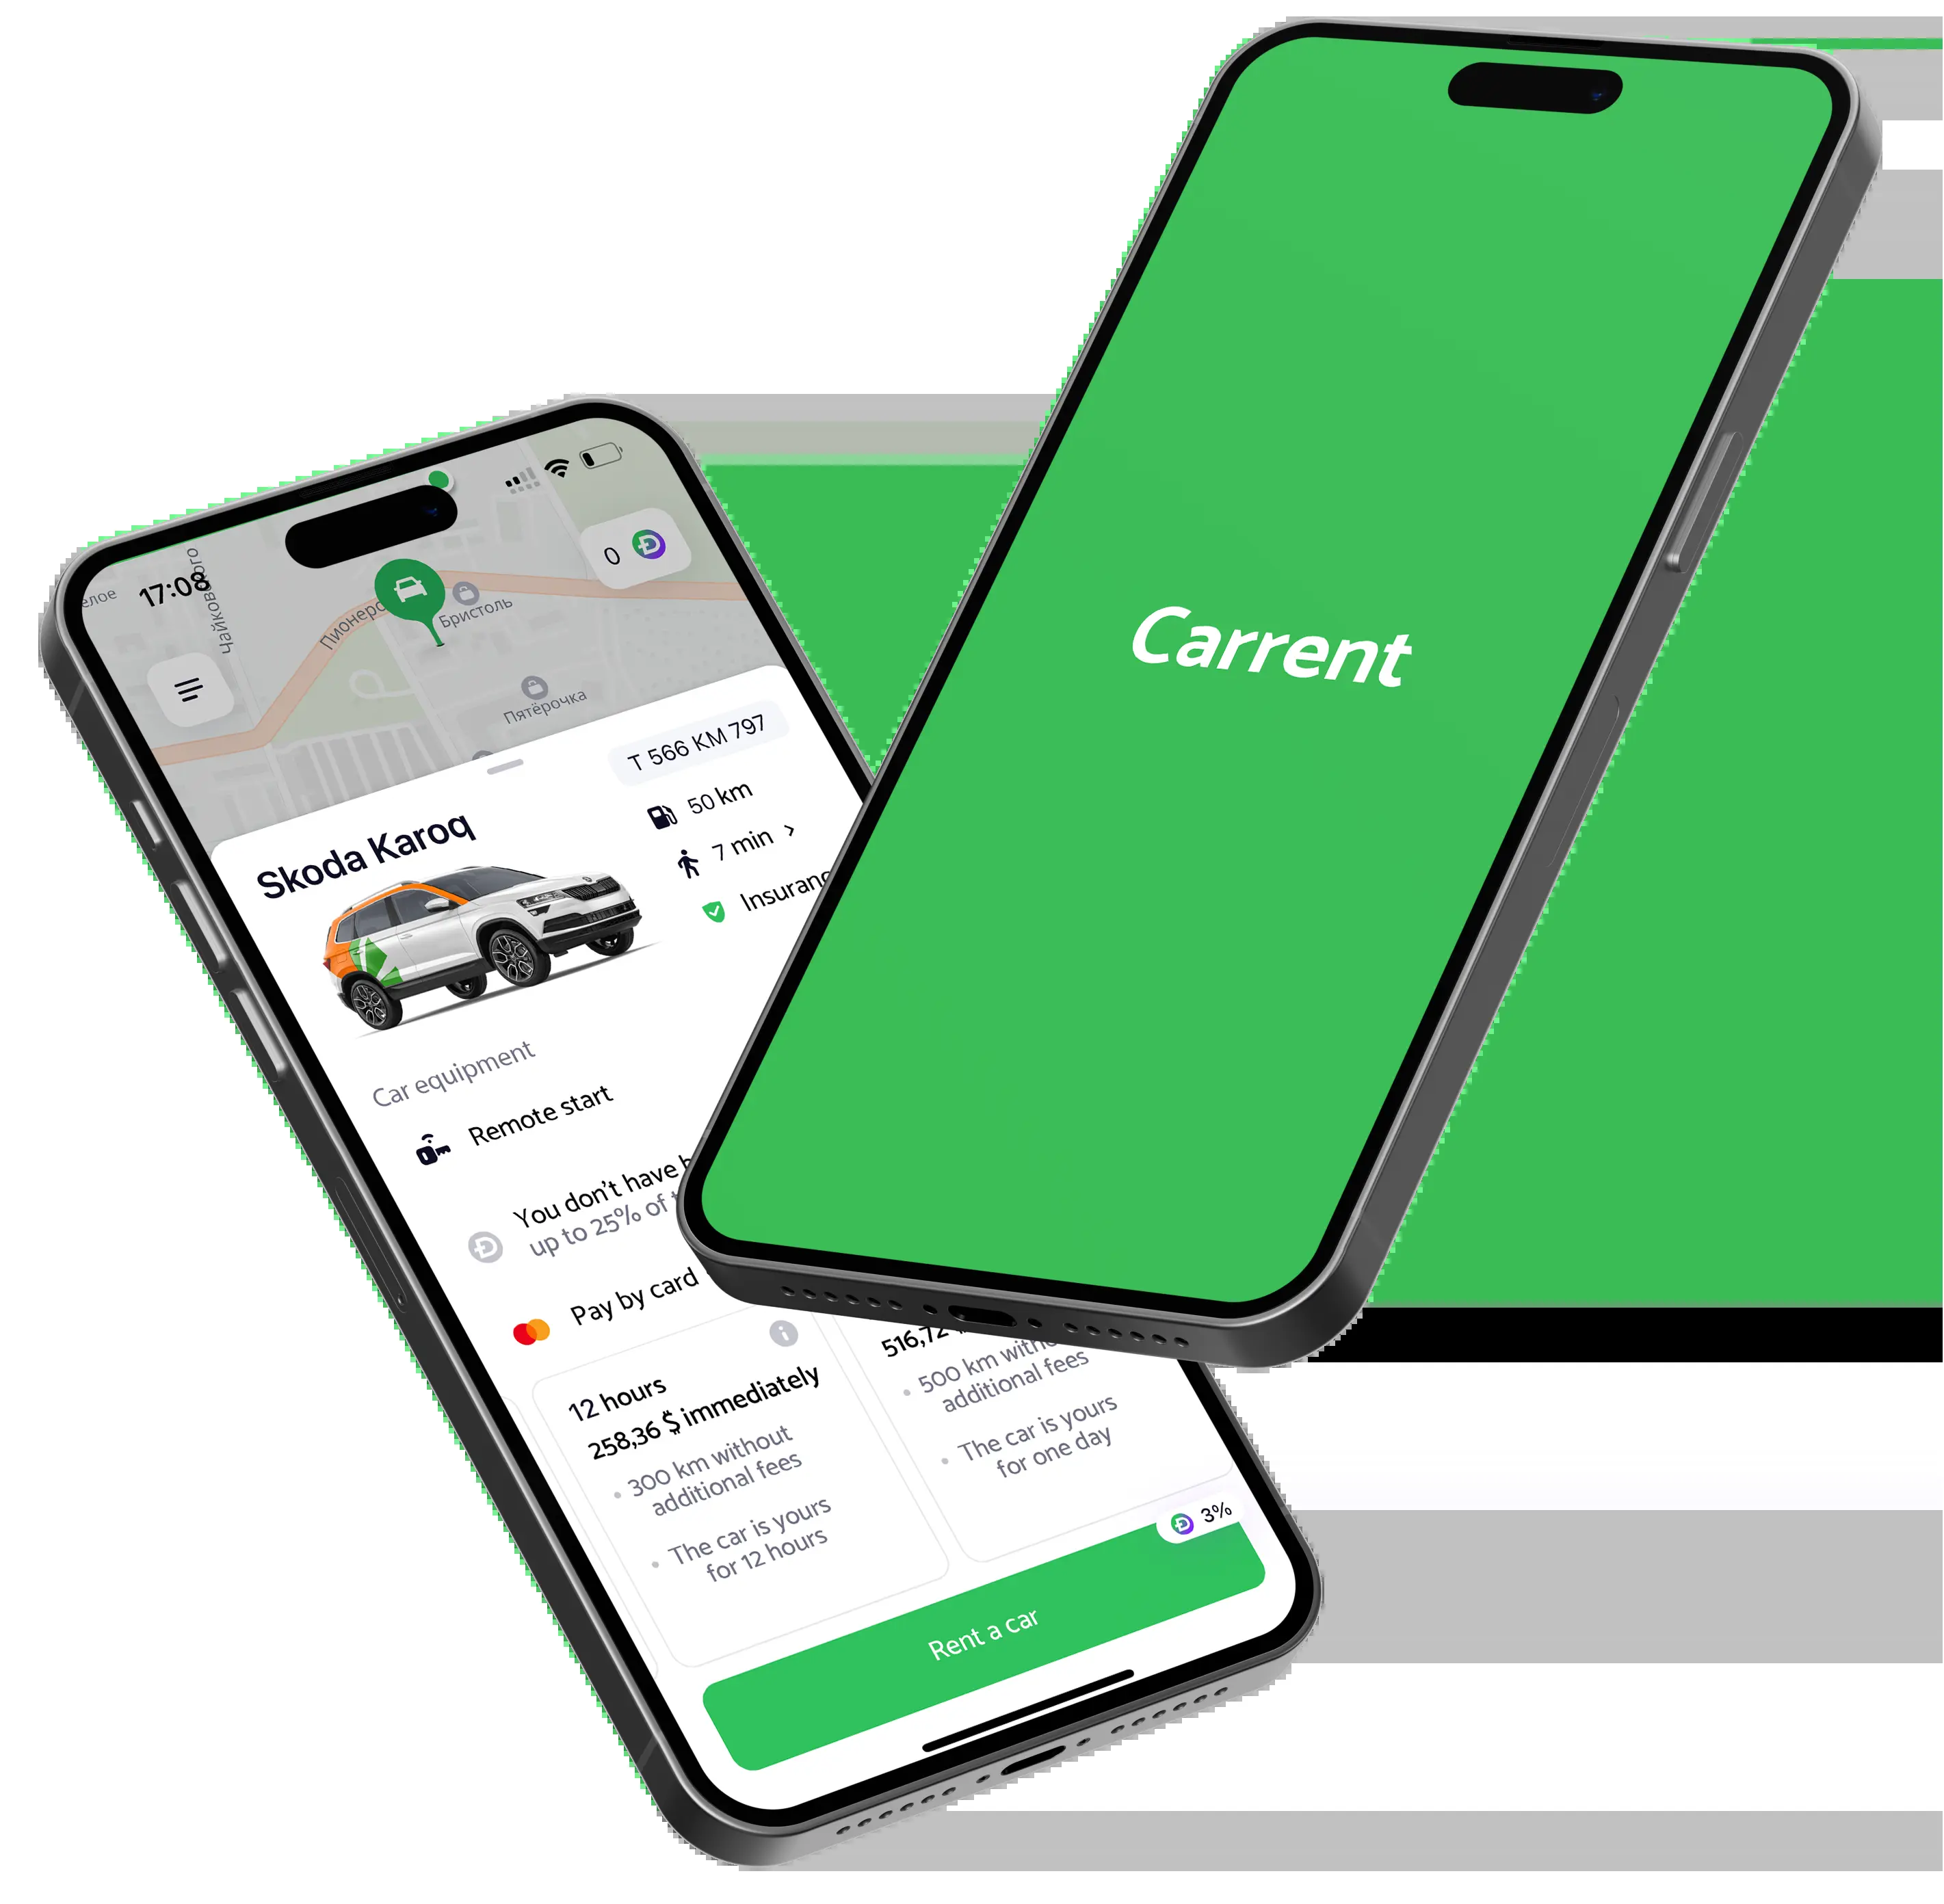 Carrent
17:08
елое
Чайковского
0
Пионерс
Бристоль
Пятёрочка
T 566 KM 797
Skoda Karoq
50 km
7 min
Car equipment
Remote start
You don't have
up to 25% of
Pay by card
12 hours
258,36 $ immediately
• 300 km without
additional fees
• The car is yours
for 12 hours
516,72
• 500 km
additional fees
• The car is yours
for one day
3%
Rent a car